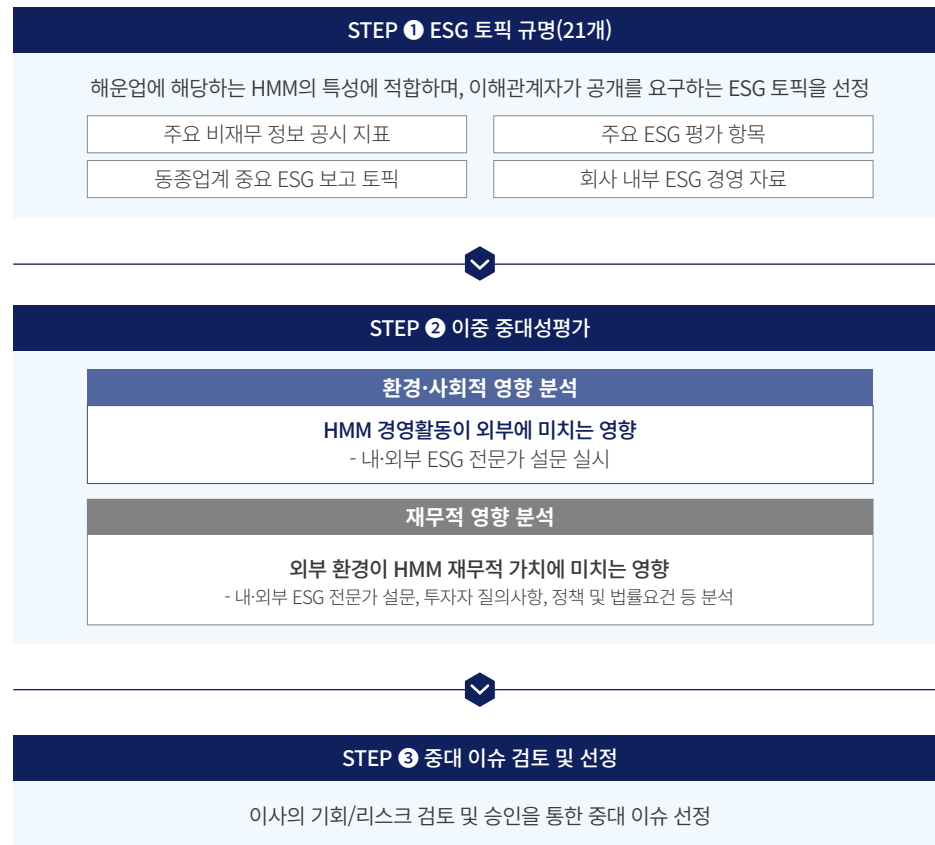 STEP ❶ ESG 토픽 규명(21개)
해운업에 해당하는 HMM의 특성에 적합하며, 이해관계자가 공개를 요구하는 ESG 토픽을 선정
주요 비재무 정보 공시 지표
주요 ESG 평가 항목
동종업계 중요 ESG 보고 토픽
회사 내부 ESG 경영 자료
STEP ❷ 이중 중대성평가
환경·사회적 영향 분석
HMM 경영활동이 외부에 미치는 영향
- 내·외부 ESG 전문가 설문 실시
재무적 영향 분석
외부 환경이 HMM 재무적 가치에 미치는 영향
- 내·외부 ESG 전문가 설문, 투자자 질의사항, 정책 및 법률요건 등 분석
STEP ❸ 중대 이슈 검토 및 선정
이사의 기회/리스크 검토 및 승인을 통한 중대 이슈 선정